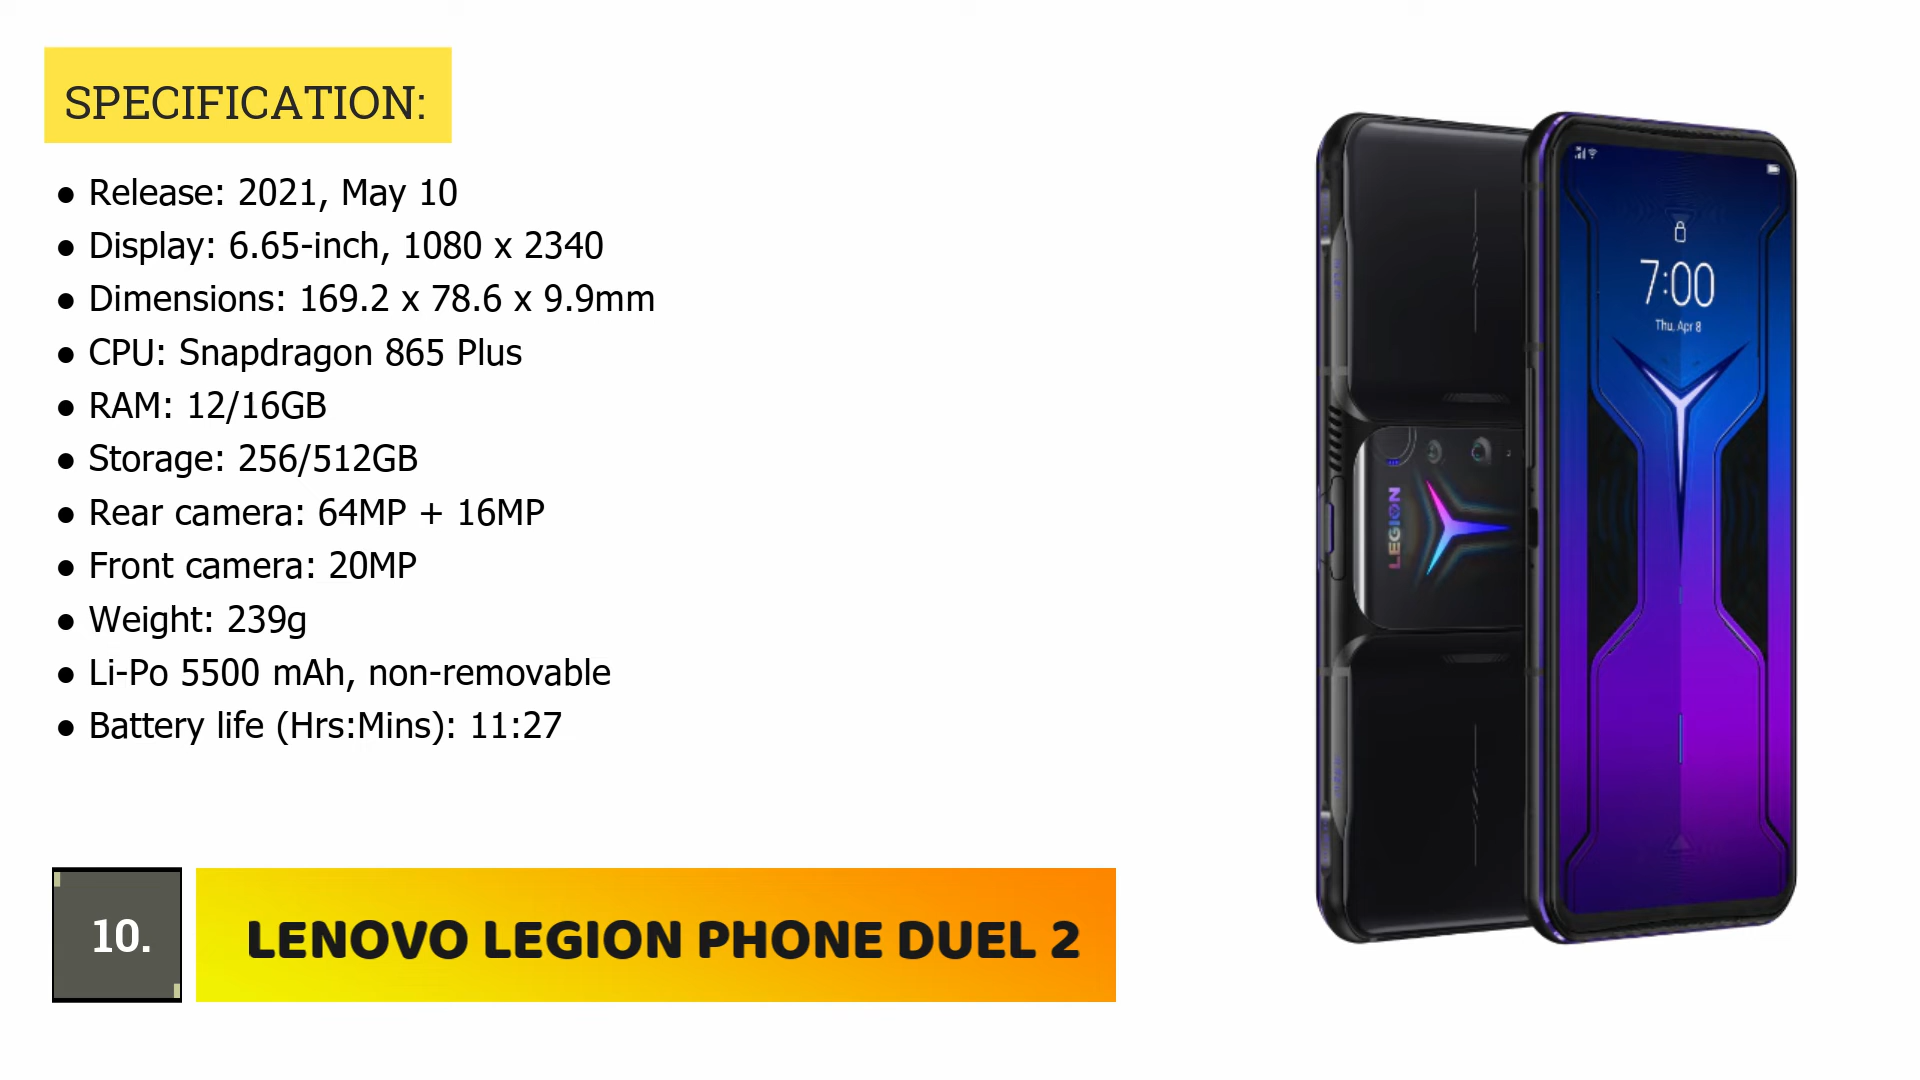 SPECIFICATION:
● Release: 2021, May 10
● Display: 6.65-inch, 1080 x 2340
● Dimensions: 169.2 x 78.6 x 9.9mm
● CPU: Snapdragon 865 Plus
● RAM: 12/16GB
● Storage: 256/512GB
● Rear camera: 64MP + 16MP
● Front camera: 20MP
● Weight: 239g
● Li-Po 5500 mAh, non-removable
● Battery life (Hrs:Mins): 11:27
10.
LENOVO LEGION PHONE DUEL 2
LEGION
7:00
Thu, Apr 8